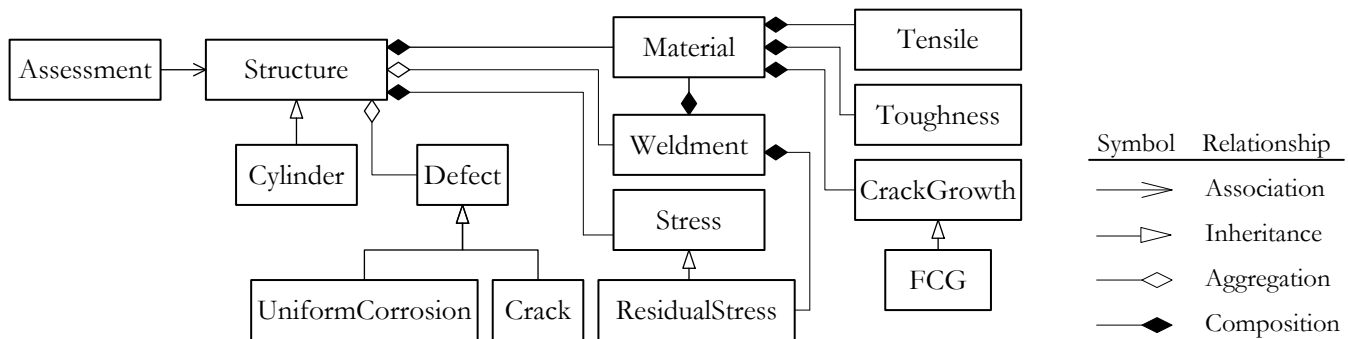 Assessment
Structure
Material
Tensile
Toughness
Weldment
Cylinder
Defect
CrackGrowth
Stress
UniformCorrosion
Crack
ResidualStress
FCG
Symbol Relationship
Association
Inheritance
Aggregation
Composition